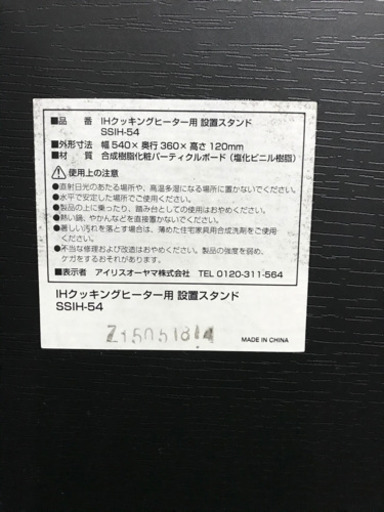 ■品　番　IHクッキングヒーター用 設置スタンド
SSIH-54
■外形寸法　幅 540× 奥行 360× 高さ 120mm
■材　質　合成樹脂化粧パーティクルボード（塩化ビニル樹脂）
使用上の注意
●直射日光のあたる場所や、高温多湿になる場所に置かないでください。
●水平で安定した場所でご使用ください。
●製品の上に乗ったり、踏み台としてのご使用はおやめください。
●熱い鍋、やかんなどを直接置かないでください。
●著しい汚れを落とす場合は、薄めた住宅家具用合成洗剤をご使用ください。
●不当な修理および改造はおやめください。製品の強度を弱め、
ケガをするおそれがあります。
■表示者　アイリスオーヤマ株式会社　TEL 0120-311-564
IHクッキングヒーター用 設置スタンド
SSIH-54
MADE IN CHINA